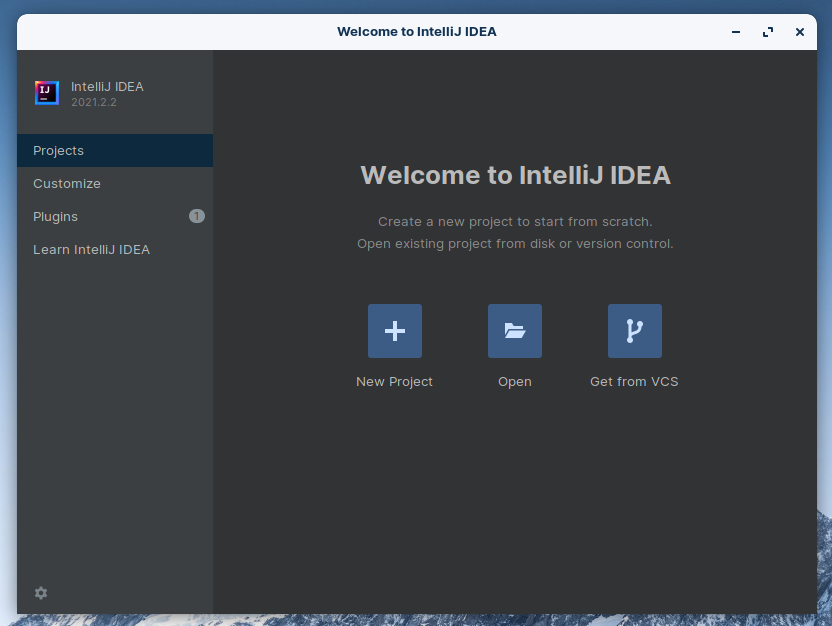 Welcome to IntelliJ IDEA
IJ
IntelliJ IDEA
2021.2.2
Projects
Customize
Plugins 1
Learn IntelliJ IDEA
Welcome to IntelliJ IDEA
Create a new project to start from scratch.
Open existing project from disk or version control.
New Project Open Get from VCS